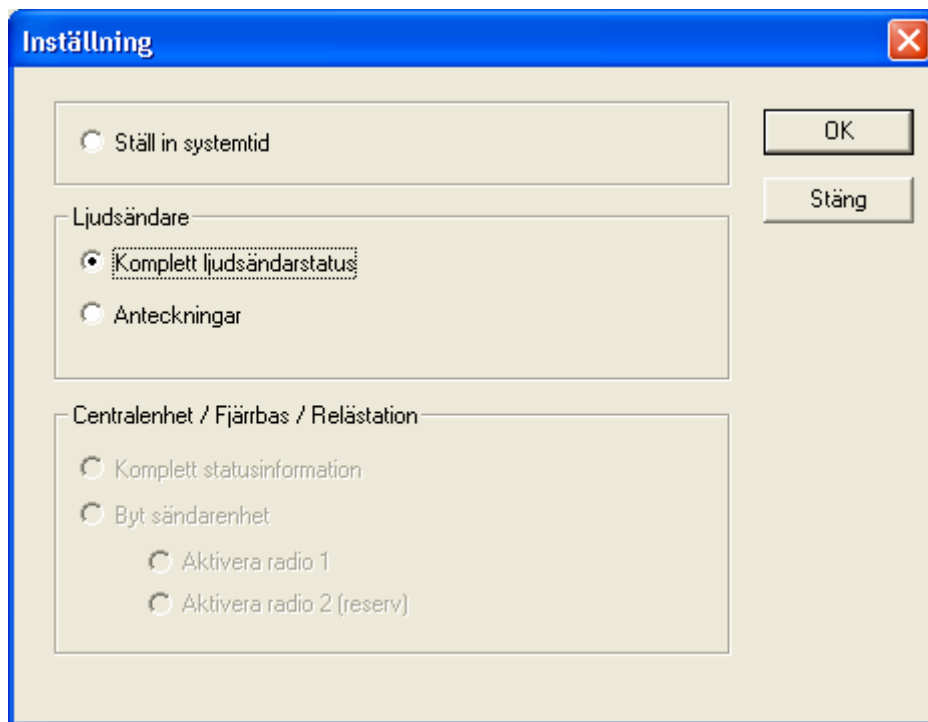 Inställning
Ställ in systemtid
OK
Stäng
Ljudsändare
Komplett ljudsändarstatus
Anteckningar
Centralenhet / Fjärrbas / Relästation
Komplett statusinformation
Byt sändarenhet
Aktivera radio 1
Aktivera radio 2 (reserv)